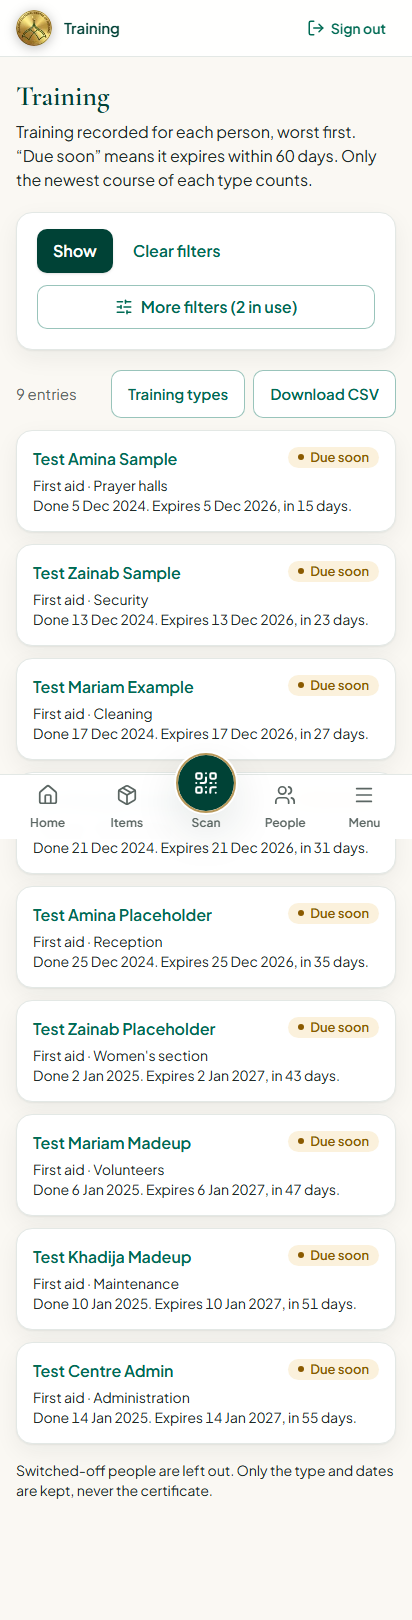 Training
Sign out
Training
Training recorded for each person, worst first.
“Due soon” means it expires within 60 days. Only
the newest course of each type counts.
Show
Clear filters
More filters (2 in use)
9 entries
Training types
Download CSV
Test Amina Sample
Due soon
First aid · Prayer halls
Done 5 Dec 2024. Expires 5 Dec 2026, in 15 days.
Test Zainab Sample
Due soon
First aid · Security
Done 13 Dec 2024. Expires 13 Dec 2026, in 23 days.
Test Mariam Example
Due soon
First aid · Cleaning
Done 17 Dec 2024. Expires 17 Dec 2026, in 27 days.
Home
Items
Scan
People
Menu
Done 21 Dec 2024. Expires 21 Dec 2026, in 31 days.
Test Amina Placeholder
Due soon
First aid · Reception
Done 25 Dec 2024. Expires 25 Dec 2026, in 35 days.
Test Zainab Placeholder
Due soon
First aid · Women's section
Done 2 Jan 2025. Expires 2 Jan 2027, in 43 days.
Test Mariam Madeup
Due soon
First aid · Volunteers
Done 6 Jan 2025. Expires 6 Jan 2027, in 47 days.
Test Khadija Madeup
Due soon
First aid · Maintenance
Done 10 Jan 2025. Expires 10 Jan 2027, in 51 days.
Test Centre Admin
Due soon
First aid · Administration
Done 14 Jan 2025. Expires 14 Jan 2027, in 55 days.
Switched-off people are left out. Only the type and dates
are kept, never the certificate.